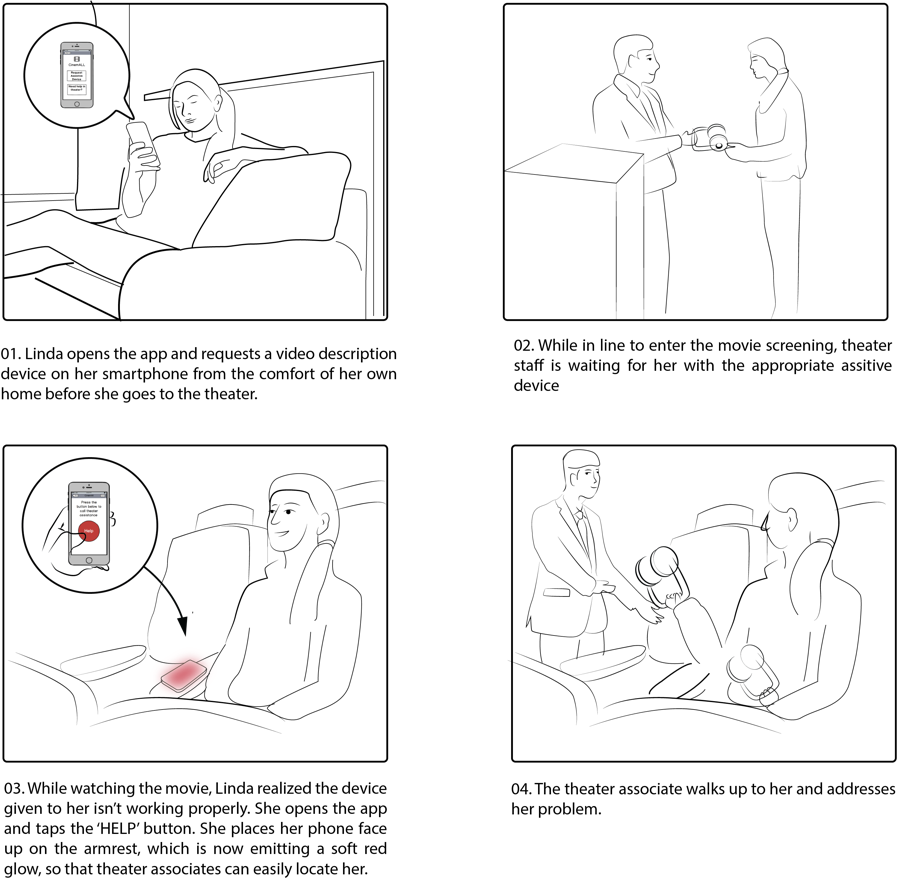 CinemALL
Request
Assistive
Device
Need help in
theater?
01. Linda opens the app and requests a video description
device on her smartphone from the comfort of her own
home before she goes to the theater.
02. While in line to enter the movie screening, theater
staff is waiting for her with the appropriate assitive
device
Press the
button below to
call theater
assistance
Help
03. While watching the movie, Linda realized the device
given to her isn't working properly. She opens the app
and taps the 'HELP' button. She places her phone face
up on the armrest, which is now emitting a soft red
glow, so that theater associates can easily locate her.
04. The theater associate walks up to her and addresses
her problem.